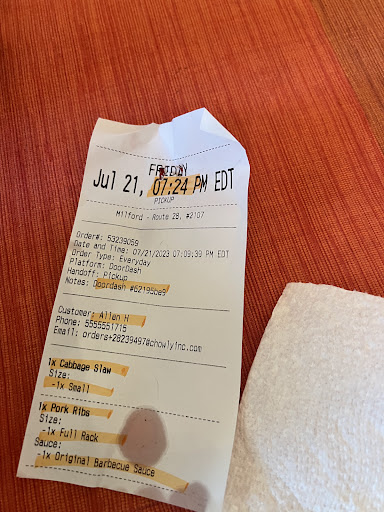 FRIDAY
Jul 21, 07:24 PM EDT
PICKUP
Milford - Route 28, #2107
Order#: 53239059
Date and Time: 07/21/2023 07:09:39 PM EDT
Order Type: Everyday
Platform: DoorDash
Handoff: Pickup
Notes: Doordash #62195ba9
Customer: Allen H
Phone: 5555551715
Email: orders+28239497@chowlyinc.com
1x Cabbage Slaw
Size:
-1x Small
1x Pork Ribs
Size:
-1x Full Rack
Sauce:
-1x Original Barbecue Sauce